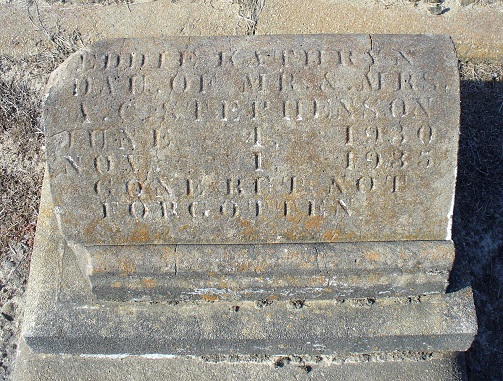 EDDIE KATHRYN
DAU. OF MR. & MRS.
A. C. STEPHENSON
JUNE 4, 1930
NOV. 1, 1935
GONE BUT NOT
FORGOTTEN